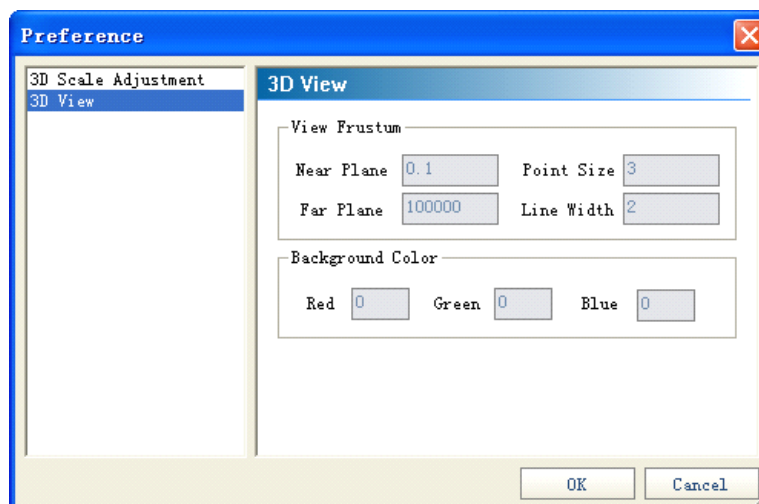 Preference
3D Scale Adjustment
3D View
3D View
View Frustum
Near Plane 0.1 Point Size 3
Far Plane 100000 Line Width 2
Background Color
Red 0 Green 0 Blue 0
OK Cancel